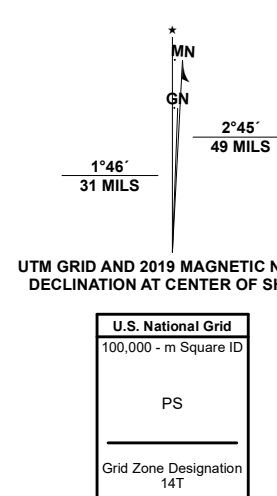 ★
MN
GN
2°45´
49 MILS
1°46´
31 MILS
UTM GRID AND 2019 MAGNETIC N
DECLINATION AT CENTER OF SH
U.S. National Grid
100,000 - m Square ID
PS
Grid Zone Designation
14T